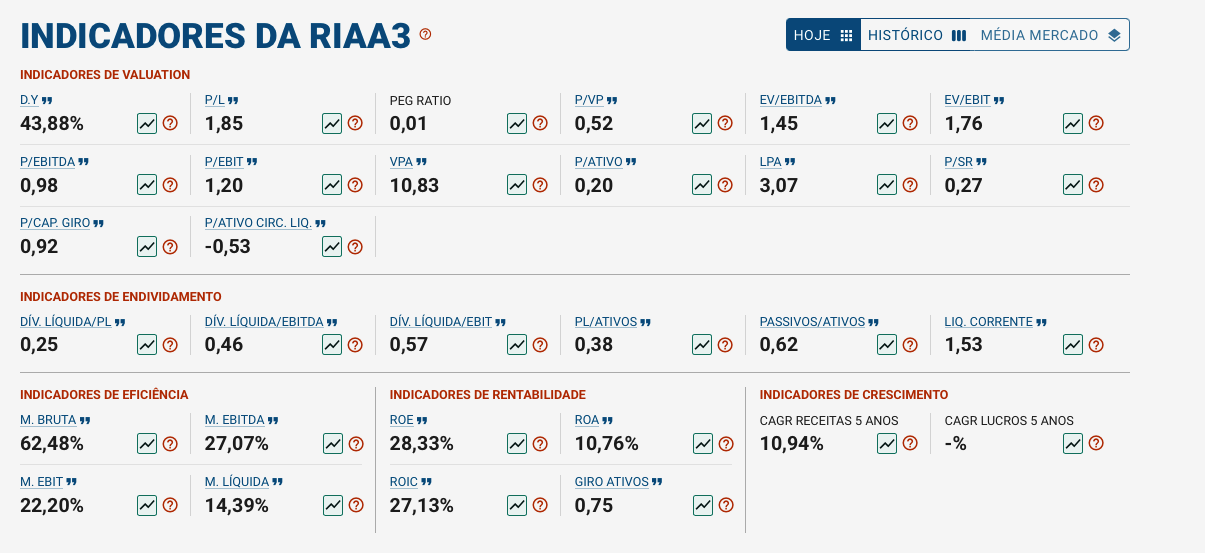 INDICADORES DA RIAA3
HOJE HISTÓRICO MÉDIA MERCADO
INDICADORES DE VALUATION
D.Y P/L PEG RATIO P/VP EV/EBITDA EV/EBIT
43,88% 1,85 0,01 0,52 1,45 1,76
P/EBITDA P/EBIT VPA P/ATIVO LPA P/SR
0,98 1,20 10,83 0,20 3,07 0,27
P/CAP. GIRO P/ATIVO CIRC. LIQ.
0,92 -0,53
INDICADORES DE ENDIVIDAMENTO
DÍV. LÍQUIDA/PL DÍV. LÍQUIDA/EBITDA DÍV. LÍQUIDA/EBIT PL/ATIVOS PASSIVOS/ATIVOS LIQ. CORRENTE
0,25 0,46 0,57 0,38 0,62 1,53
INDICADORES DE EFICIÊNCIA INDICADORES DE RENTABILIDADE INDICADORES DE CRESCIMENTO
M. BRUTA M. EBITDA ROE ROA CAGR RECEITAS 5 ANOS CAGR LUCROS 5 ANOS
62,48% 27,07% 28,33% 10,76% 10,94% -%
M. EBIT M. LÍQUIDA ROIC GIRO ATIVOS
22,20% 14,39% 27,13% 0,75